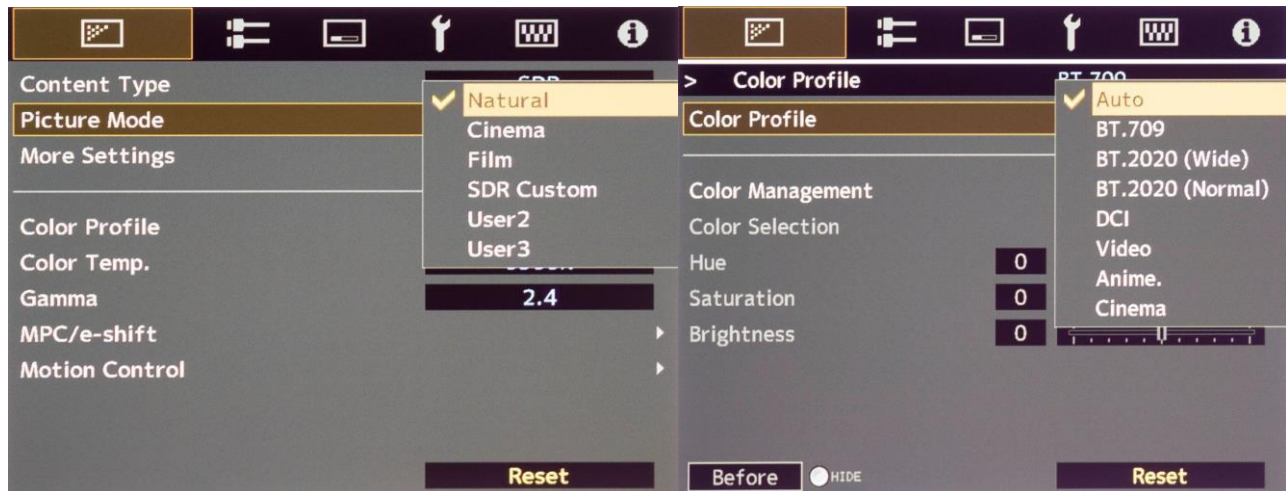 Content Type
Picture Mode
More Settings
Color Profile
Color Temp.
Gamma
2.4
MPC/e-shift
Motion Control
Natural
Cinema
Film
SDR Custom
User2
User3
Reset
> Color Profile
Color Profile
Color Management
Color Selection
Hue 0
Saturation 0
Brightness 0
Auto
BT.709
BT.2020 (Wide)
BT.2020 (Normal)
DCI
Video
Anime.
Cinema
Before HIDE
Reset